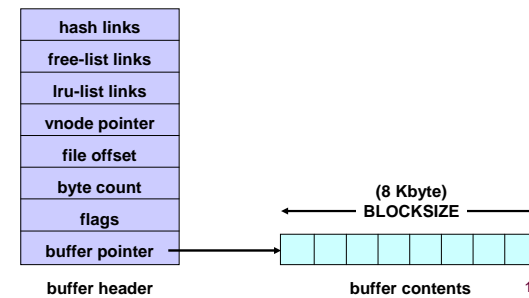 hash links
free-list links
lru-list links
vnode pointer
file offset
byte count
flags
buffer pointer
(8 Kbyte)
BLOCKSIZE
buffer header
buffer contents